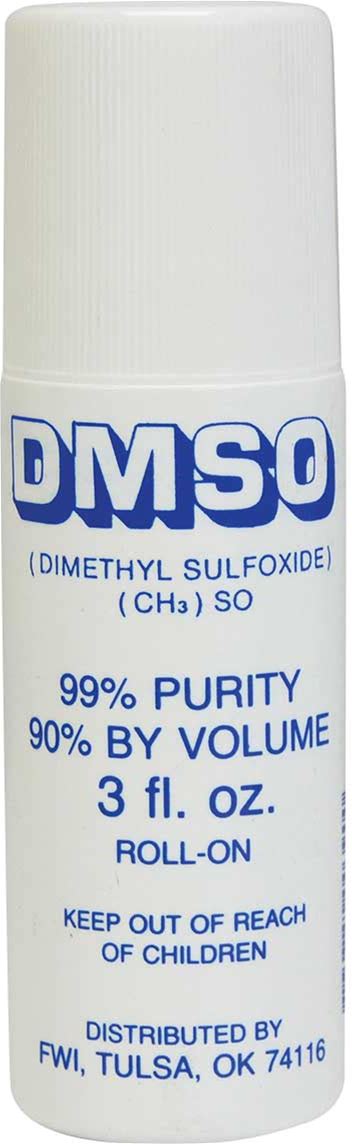 DMSO
(DIMETHYL SULFOXIDE)
(CH₃) SO
99% PURITY
90% BY VOLUME
3 fl. oz.
ROLL-ON
KEEP OUT OF REACH
OF CHILDREN
DISTRIBUTED BY
FWI, TULSA, OK 74116